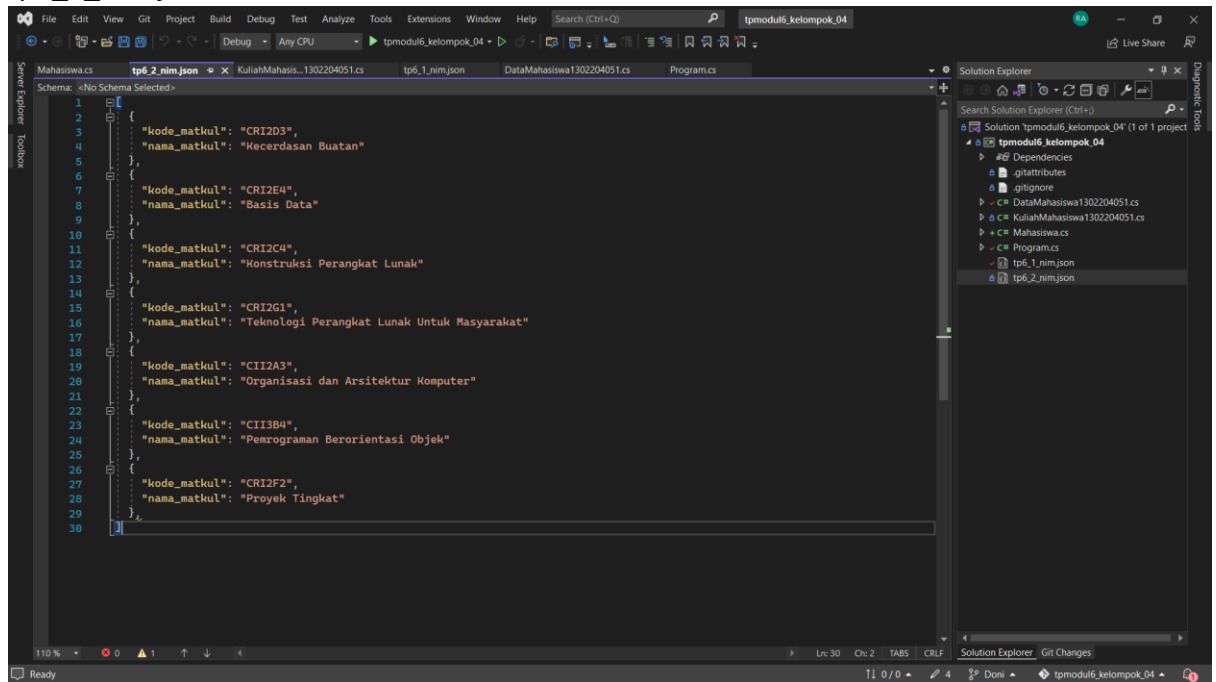 File Edit View Git Project Build Debug Test Analyze Tools Extensions Window Help Search (Ctrl+Q) tpmodul6_kelompok_04 RA
Debug Any CPU tpmodul6_kelompok_04 Live Share
Server Explorer
Toolbox
Mahasiswa.cs tp6_2_nim.json KuliahMahasis...1302204051.cs tp6_1_nim.json DataMahasiswa1302204051.cs Program.cs
Schema: <No Schema Selected>
1 [
2 {
3 "kode_matkul": "CRI2D3",
4 "nama_matkul": "Kecerdasan Buatan"
5 },
6 {
7 "kode_matkul": "CRI2E4",
8 "nama_matkul": "Basis Data"
9 },
10 {
11 "kode_matkul": "CRI2C4",
12 "nama_matkul": "Konstruksi Perangkat Lunak"
13 },
14 {
15 "kode_matkul": "CRI2G1",
16 "nama_matkul": "Teknologi Perangkat Lunak Untuk Masyarakat"
17 },
18 {
19 "kode_matkul": "CII2A3",
20 "nama_matkul": "Organisasi dan Arsitektur Komputer"
21 },
22 {
23 "kode_matkul": "CII3B4",
24 "nama_matkul": "Pemrograman Berorientasi Objek"
25 },
26 {
27 "kode_matkul": "CRI2F2",
28 "nama_matkul": "Proyek Tingkat"
29 },
30 ]
110 % 0 1 Ln: 30 Ch: 2 TABS CRLF
Solution Explorer
Search Solution Explorer (Ctrl+;)
Solution 'tpmodul6_kelompok_04' (1 of 1 project
tpmodul6_kelompok_04
Dependencies
.gitattributes
.gitignore
C# DataMahasiswa1302204051.cs
C# KuliahMahasiswa1302204051.cs
C# Mahasiswa.cs
C# Program.cs
tp6_1_nim.json
tp6_2_nim.json
Solution Explorer Git Changes
Diagnostic Tools
Ready 0 / 0 4 Doni tpmodul6_kelompok_04